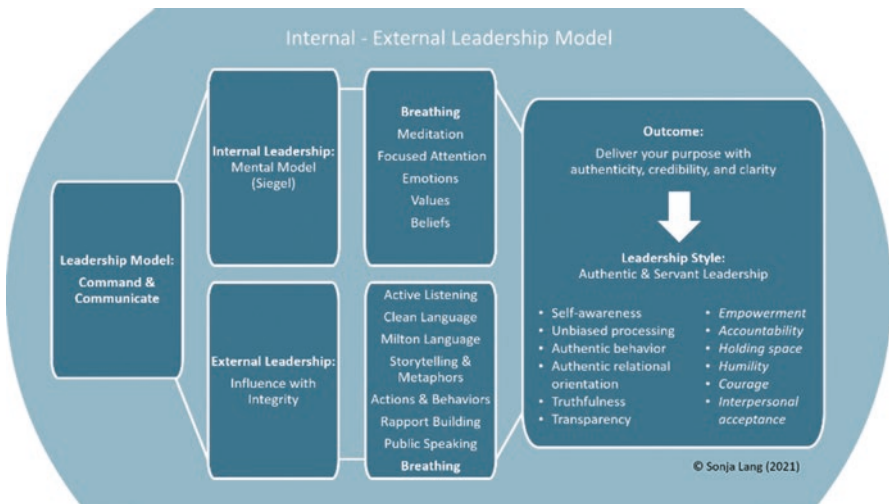 Internal - External Leadership Model
Leadership Model:
Command &
Communicate
Internal Leadership:
Mental Model
(Siegel)
External Leadership:
Influence with
Integrity
Breathing
Meditation
Focused Attention
Emotions
Values
Beliefs
Active Listening
Clean Language
Milton Language
Storytelling &
Metaphors
Actions & Behaviors
Rapport Building
Public Speaking
Breathing
Outcome:
Deliver your purpose with
authenticity, credibility, and clarity
Leadership Style:
Authentic & Servant Leadership
• Self-awareness
• Unbiased processing
• Authentic behavior
• Authentic relational
orientation
• Truthfulness
• Transparency
• Empowerment
• Accountability
• Holding space
• Humility
• Courage
• Interpersonal
acceptance
© Sonja Lang (2021)